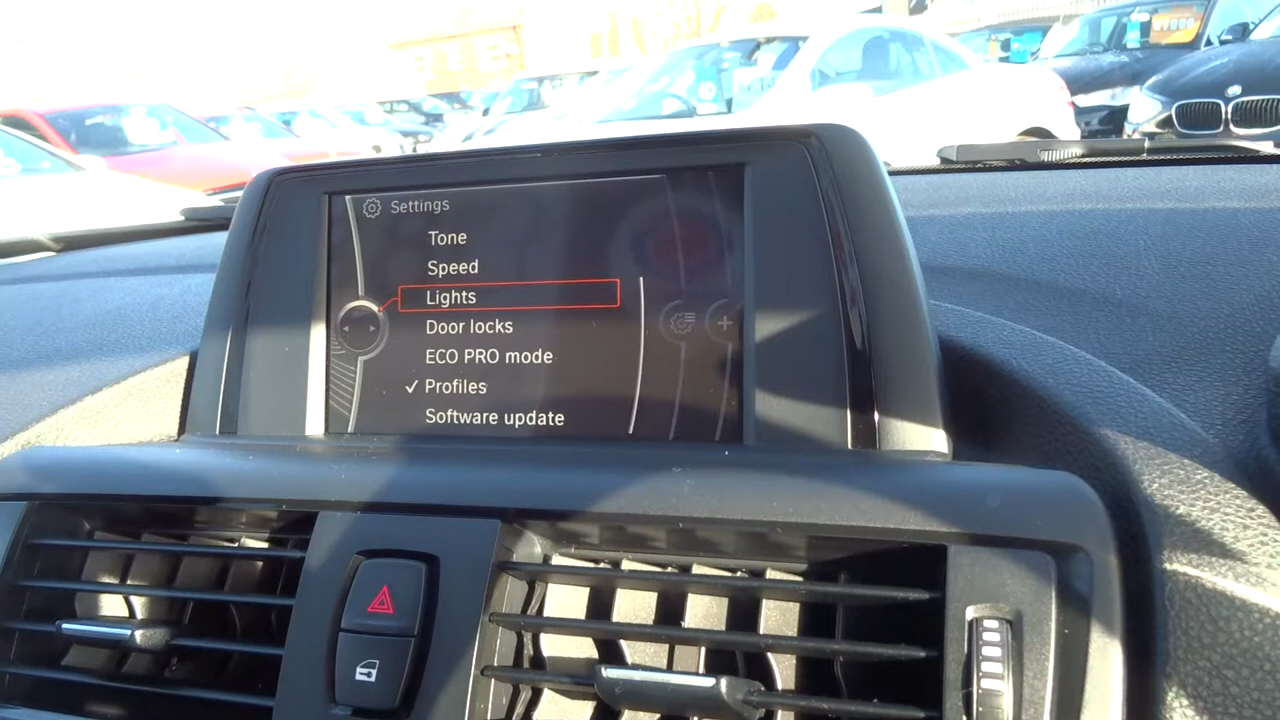 Settings
Tone
Speed
Lights
Door locks
ECO PRO mode
Profiles
Software update